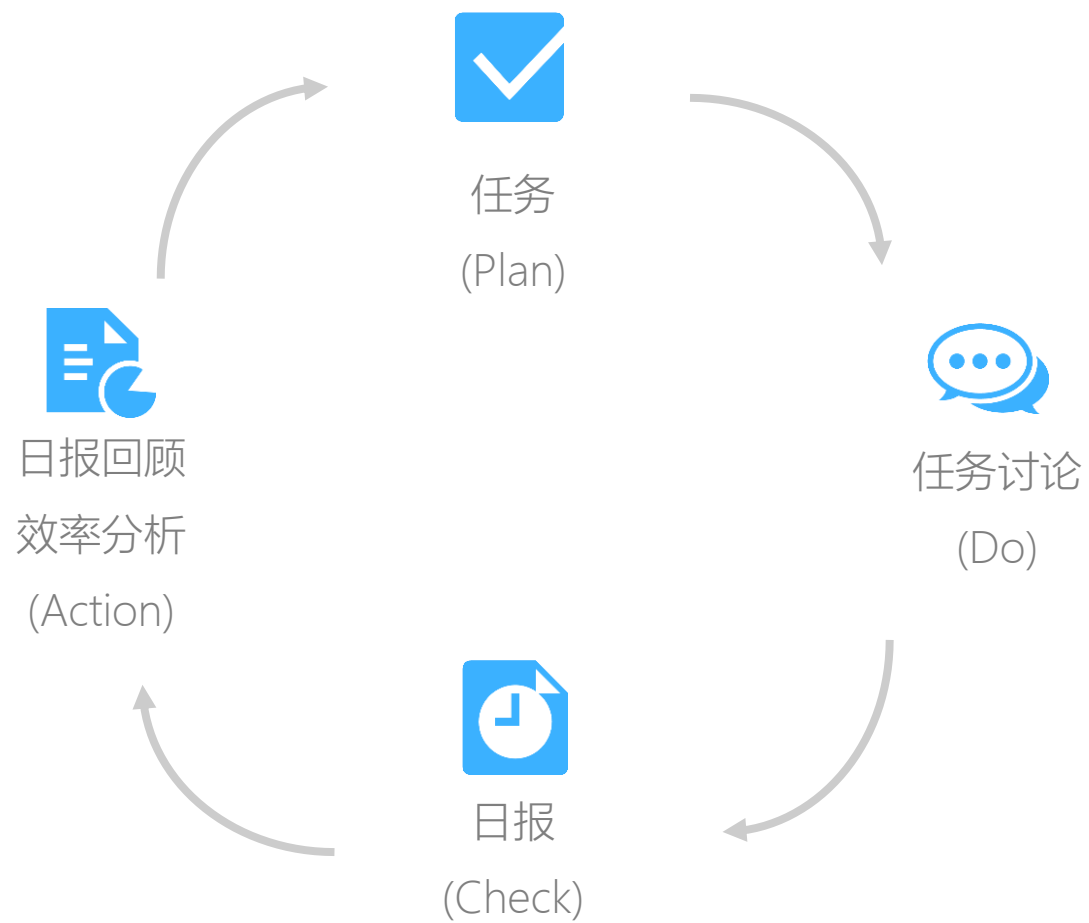 任务
(Plan)
任务讨论
(Do)
日报
(Check)
日报回顾
效率分析
(Action)